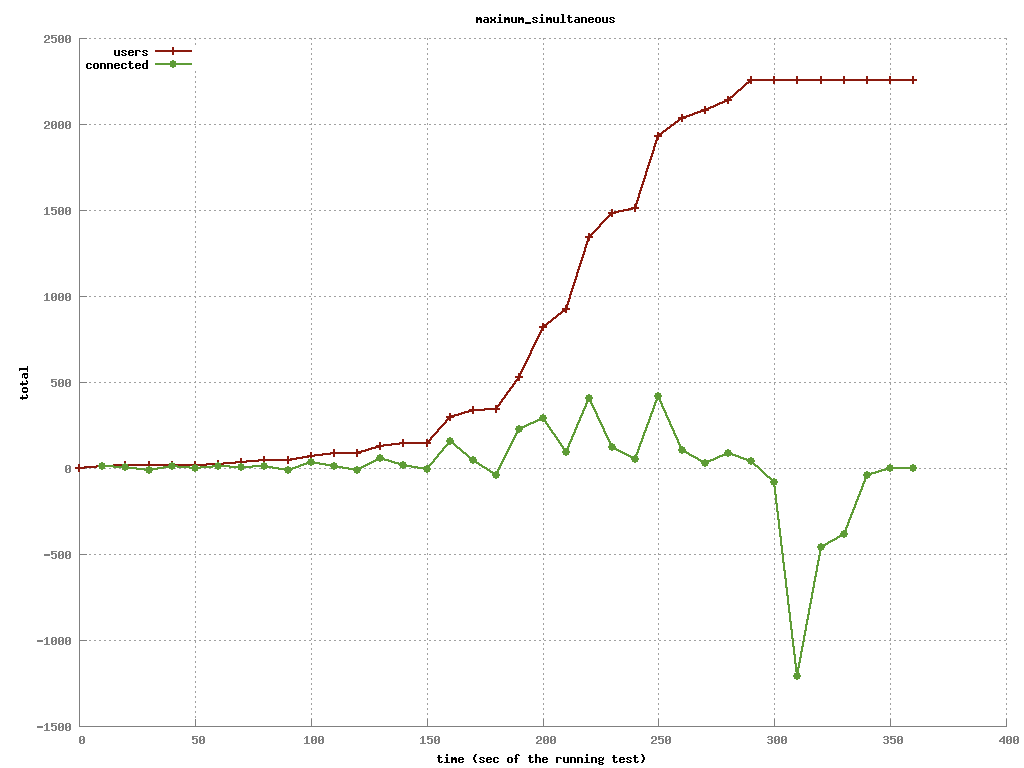 maximum_simultaneous
users
connected
2500
2000
1500
1000
500
0
-500
-1000
-1500
total
0 50 100 150 200 250 300 350 400
time (sec of the running test)